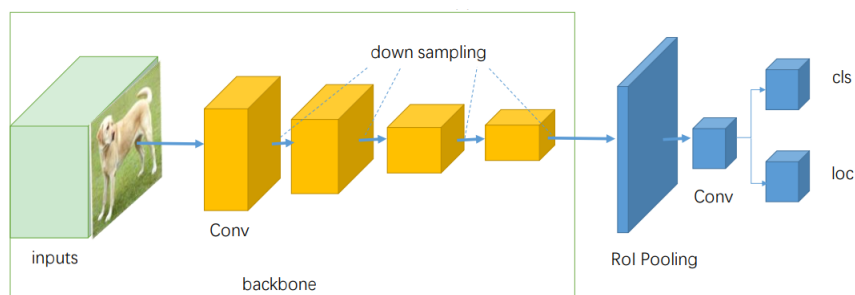 down sampling
cls
loc
Conv
Conv
inputs
RoI Pooling
backbone